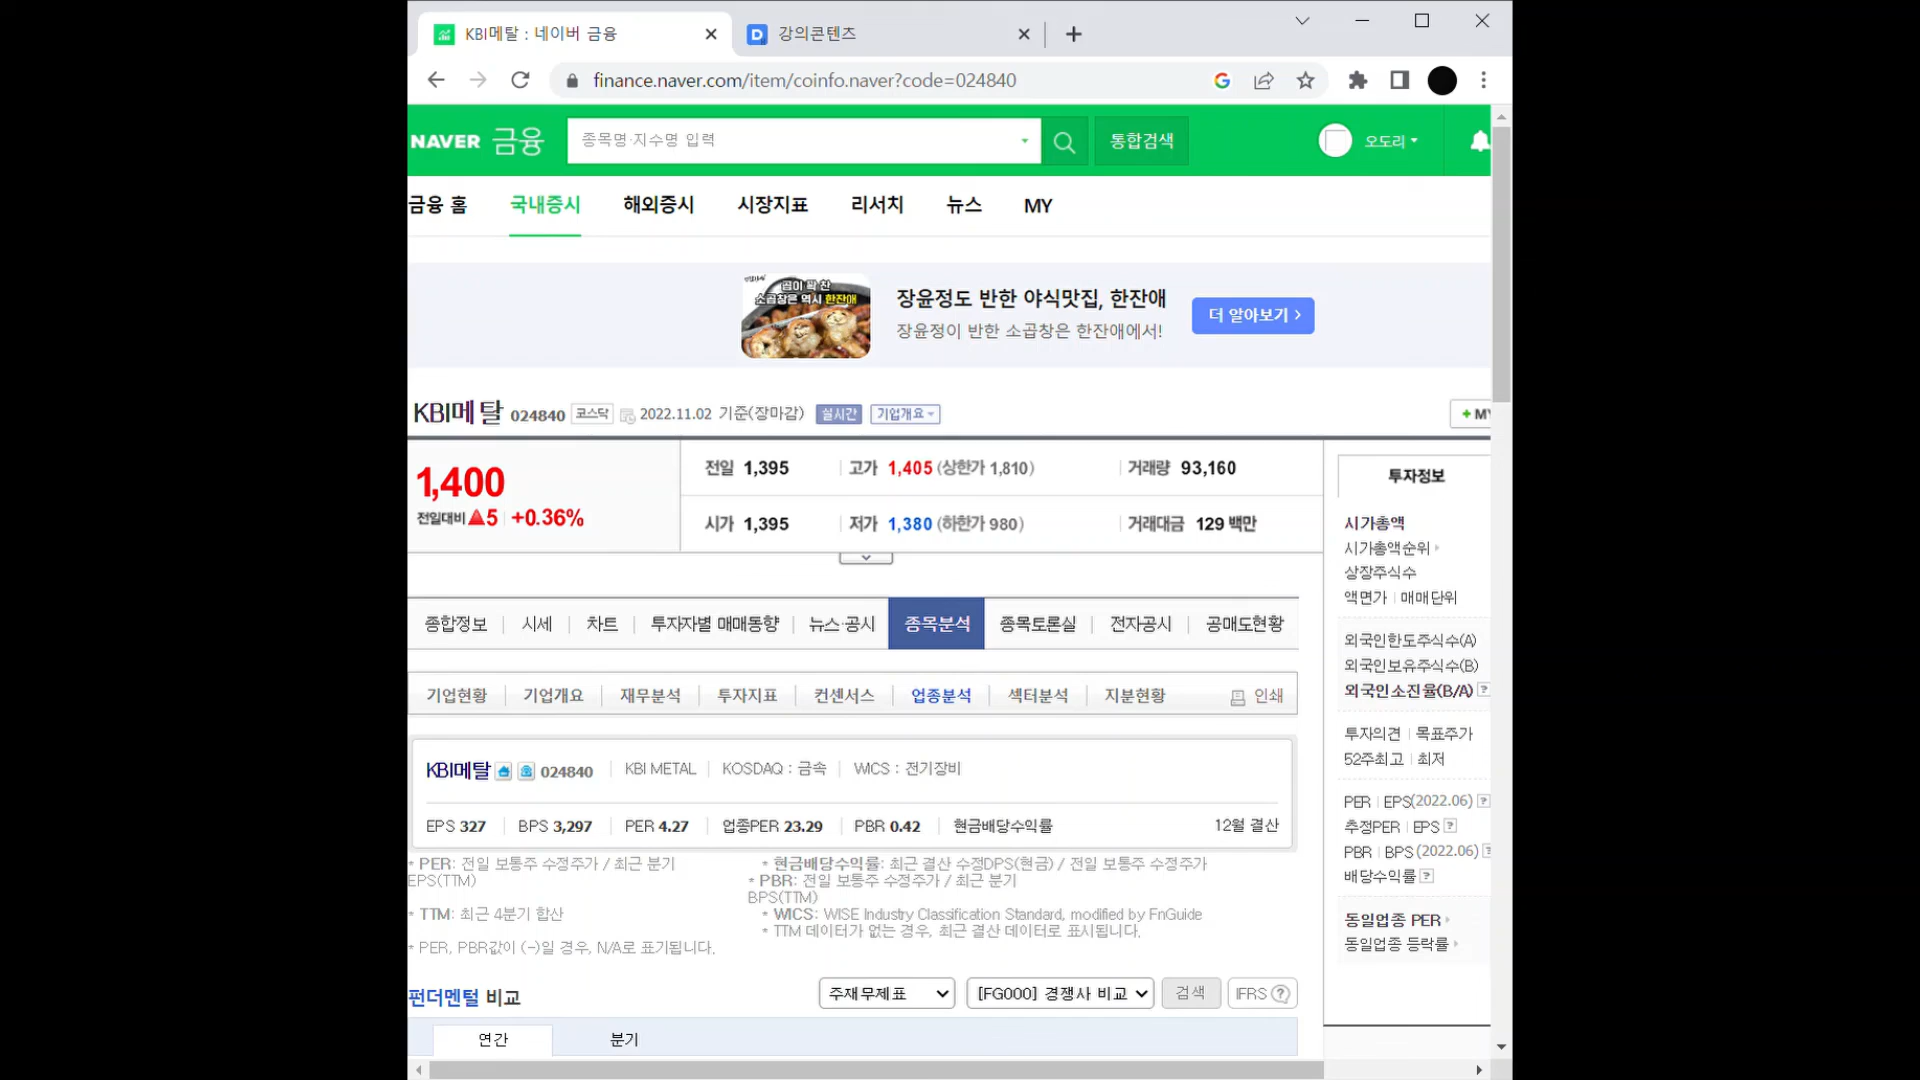 KBI메탈 : 네이버 금융
강의콘텐츠
finance.naver.com/item/coinfo.naver?code=024840
NAVER 금융
종목명·지수명 입력
통합검색
오도리
금융 홈
국내증시
해외증시
시장지표
리서치
뉴스
MY
곱이 꽉 찬
소곱창은 역시 한잔애
장윤정도 반한 야식맛집, 한잔애
장윤정이 반한 소곱창은 한잔애에서!
더 알아보기 >
KBI메탈 024840 코스닥 2022.11.02 기준(장마감) 실시간 기업개요
+ MY
1,400
전일대비 ▲5 +0.36%
전일 1,395 고가 1,405 (상한가 1,810) 거래량 93,160
시가 1,395 저가 1,380 (하한가 980) 거래대금 129 백만
종합정보 시세 차트 투자자별 매매동향 뉴스·공시 종목분석 종목토론실 전자공시 공매도현황
기업현황 기업개요 재무분석 투자지표 컨센서스 업종분석 섹터분석 지분현황 인쇄
KBI메탈 024840 KBI METAL KOSDAQ : 금속 WICS : 전기장비
EPS 327 BPS 3,297 PER 4.27 업종PER 23.29 PBR 0.42 현금배당수익률 12월 결산
* PER: 전일 보통주 수정주가 / 최근 분기
EPS(TTM)
* TTM: 최근 4분기 합산
* PER, PBR값이 (-)일 경우, N/A로 표기됩니다.
* 현금배당수익률: 최근 결산 수정DPS(현금) / 전일 보통주 수정주가
* PBR: 전일 보통주 수정주가 / 최근 분기
BPS(TTM)
* WICS: WISE Industry Classification Standard, modified by FnGuide
* TTM 데이터가 없는 경우, 최근 결산 데이터로 표시됩니다.
펀더멘털 비교
주재무제표
[FG000] 경쟁사 비교
검색
IFRS ?
연간
분기
투자정보
시가총액
시가총액순위
상장주식수
액면가 매매단위
외국인한도주식수(A)
외국인보유주식수(B)
외국인소진율(B/A) ?
투자의견 목표주가
52주최고 최저
PER EPS(2022.06) ?
추정PER EPS ?
PBR BPS (2022.06) ?
배당수익률 ?
동일업종 PER
동일업종 등락률